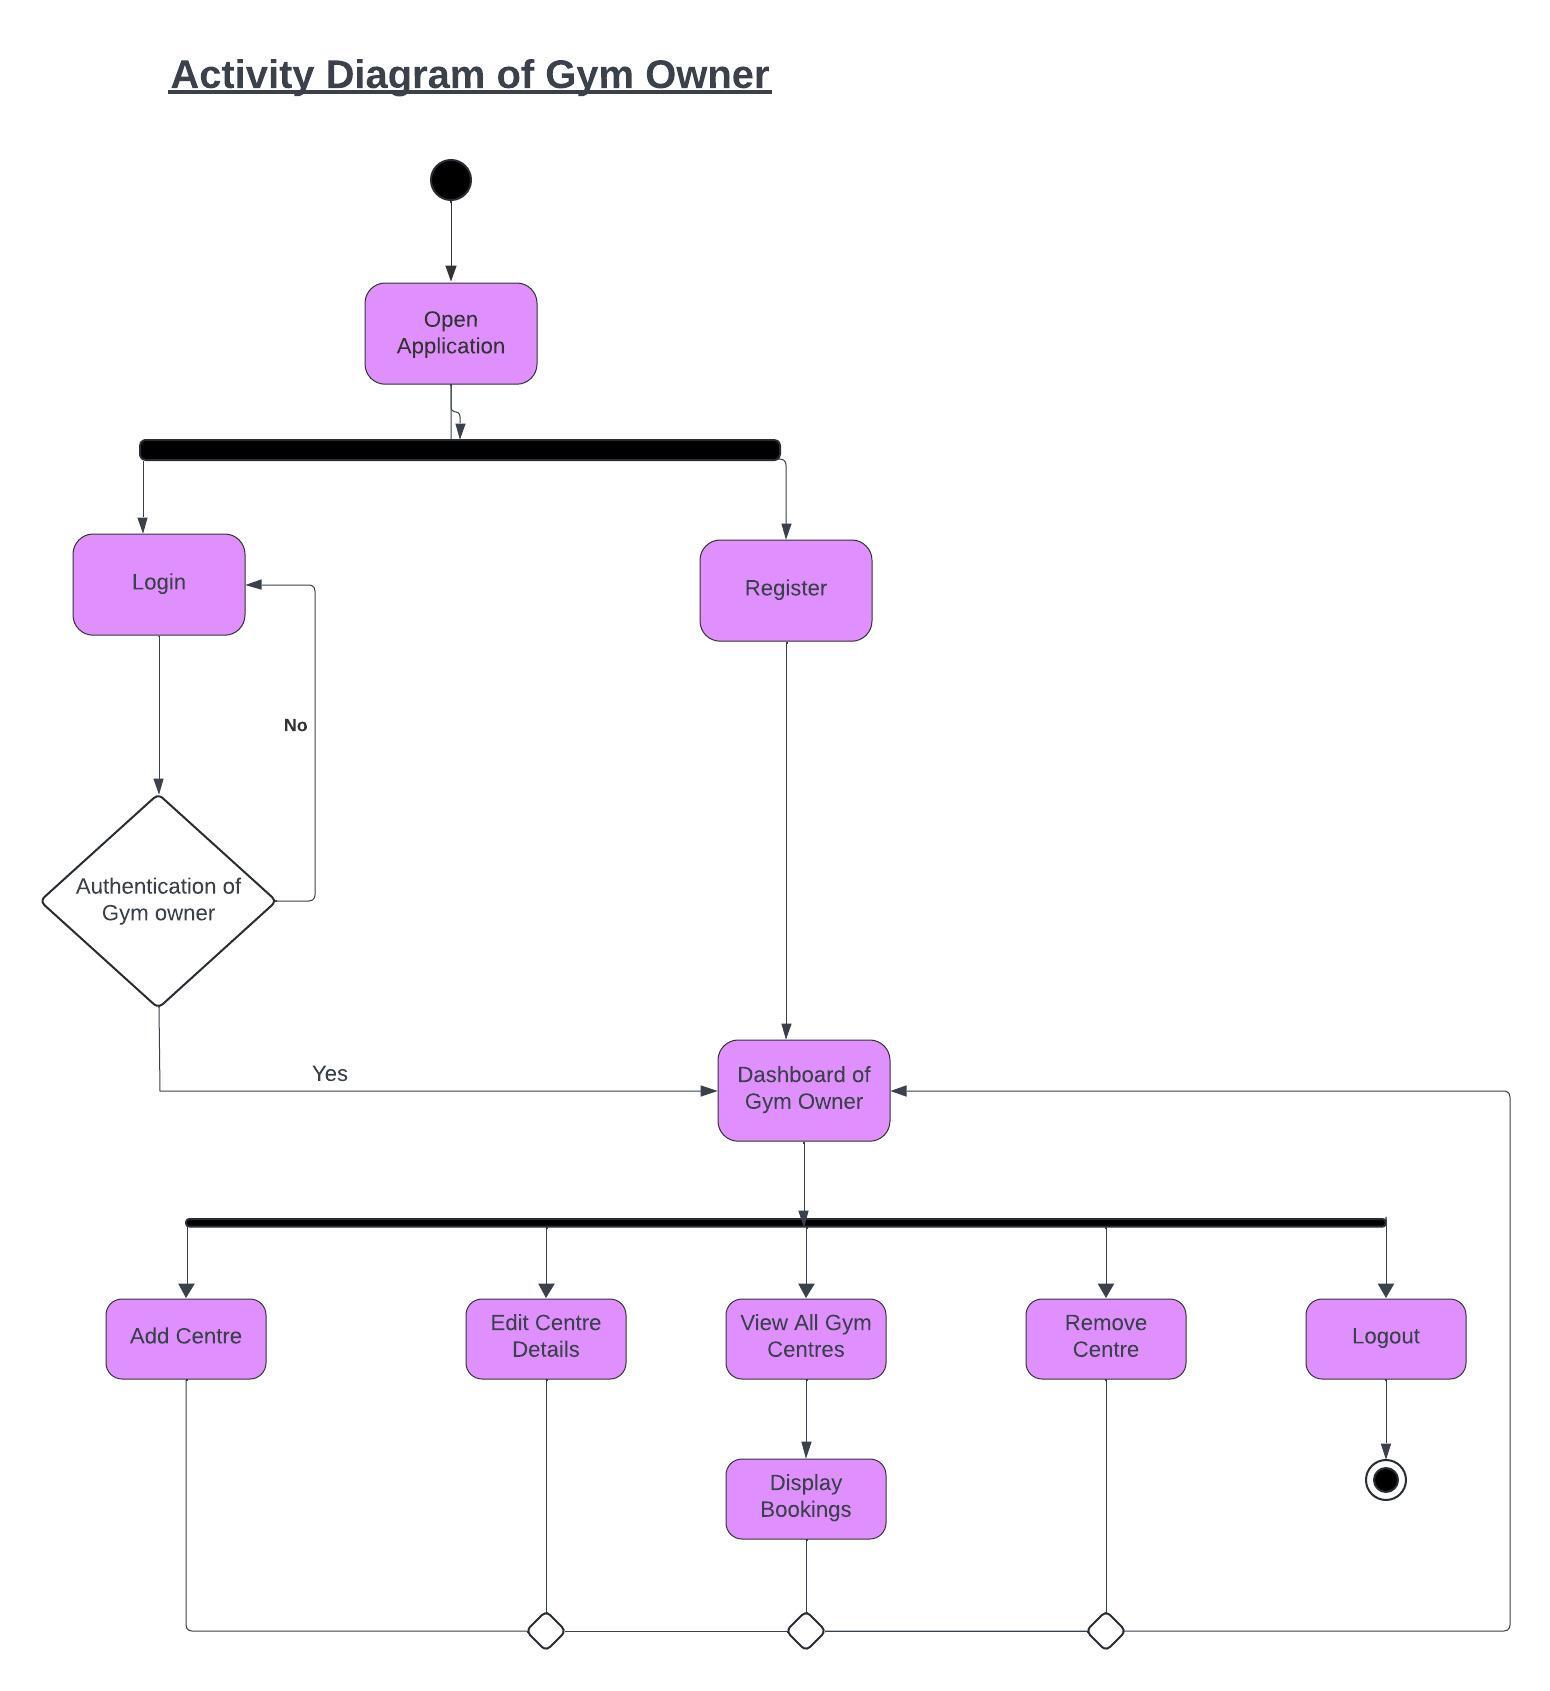 Activity Diagram of Gym Owner
Open
Application
Login
Register
No
Authentication of
Gym owner
Yes
Dashboard of
Gym Owner
Add Centre
Edit Centre
Details
View All Gym
Centres
Remove
Centre
Logout
Display
Bookings